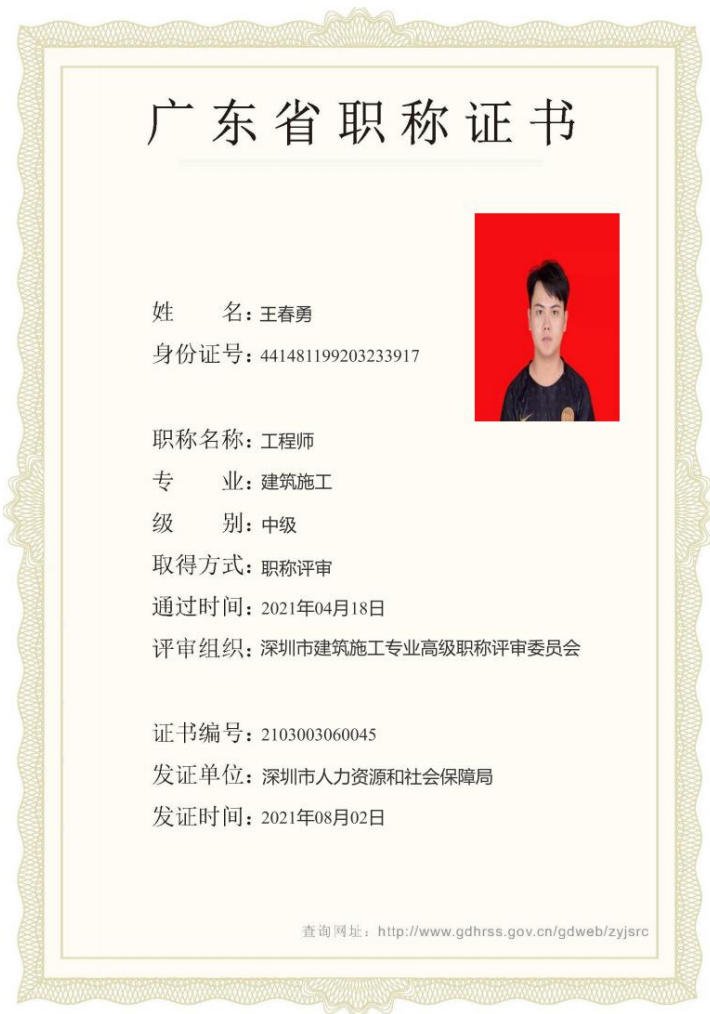 广东省职称证书
姓 名：王春勇
身份证号：441481199203233917
职称名称：工程师
专 业：建筑施工
级 别：中级
取得方式：职称评审
通过时间：2021年04月18日
评审组织：深圳市建筑施工专业高级职称评审委员会
证书编号：2103003060045
发证单位：深圳市人力资源和社会保障局
发证时间：2021年08月02日
查询网址：http://www.gdhrss.gov.cn/gdweb/zyjsrc